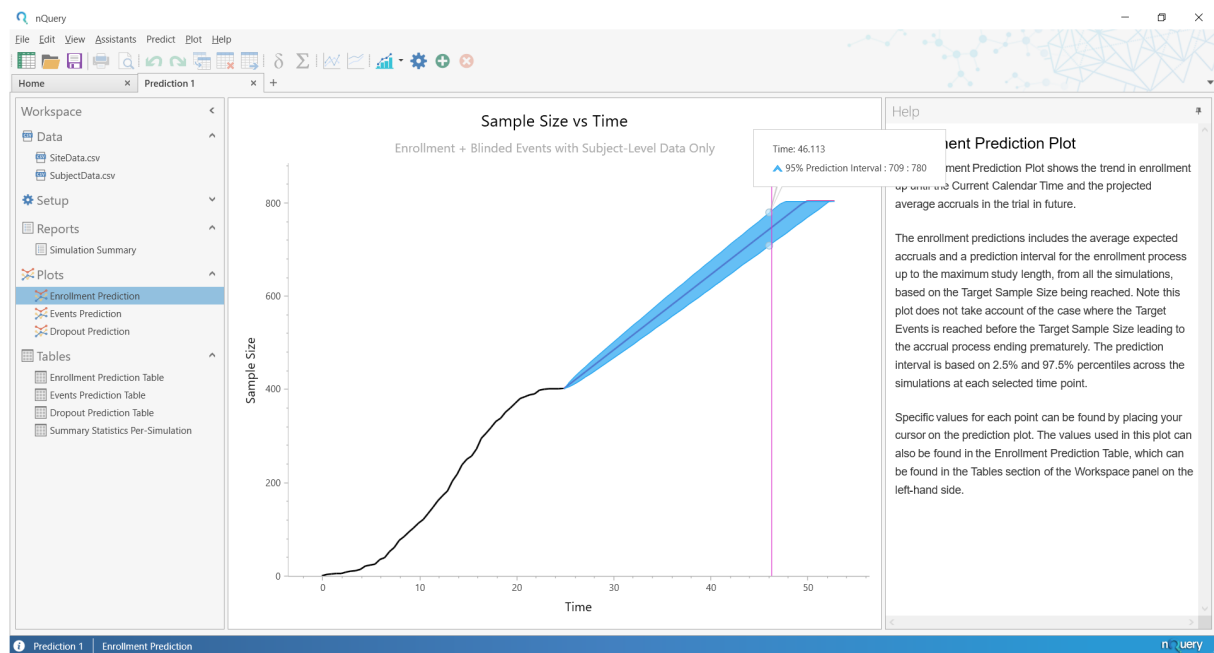 nQuery
File Edit View Assistants Predict Plot Help
Home × Prediction 1 × +
Workspace
Data
SiteData.csv
SubjectData.csv
Setup
Reports
Simulation Summary
Plots
Enrollment Prediction
Events Prediction
Dropout Prediction
Tables
Enrollment Prediction Table
Events Prediction Table
Dropout Prediction Table
Summary Statistics Per-Simulation
Sample Size vs Time
Enrollment + Blinded Events with Subject-Level Data Only
Time: 46.113
95% Prediction Interval : 709 : 780
Sample Size
800
600
400
200
0
0 10 20 30 40 50
Time
Help
Prediction Plot
Prediction Plot shows the trend in enrollment
up until the Current Calendar Time and the projected
average accruals in the trial in future.
The enrollment predictions includes the average expected
accruals and a prediction interval for the enrollment process
up to the maximum study length, from all the simulations,
based on the Target Sample Size being reached. Note this
plot does not take account of the case where the Target
Events is reached before the Target Sample Size leading to
the accrual process ending prematurely. The prediction
interval is based on 2.5% and 97.5% percentiles across the
simulations at each selected time point.
Specific values for each point can be found by placing your
cursor on the prediction plot. The values used in this plot can
also be found in the Enrollment Prediction Table, which can
be found in the Tables section of the Workspace panel on the
left-hand side.
Prediction 1 Enrollment Prediction
nQuery